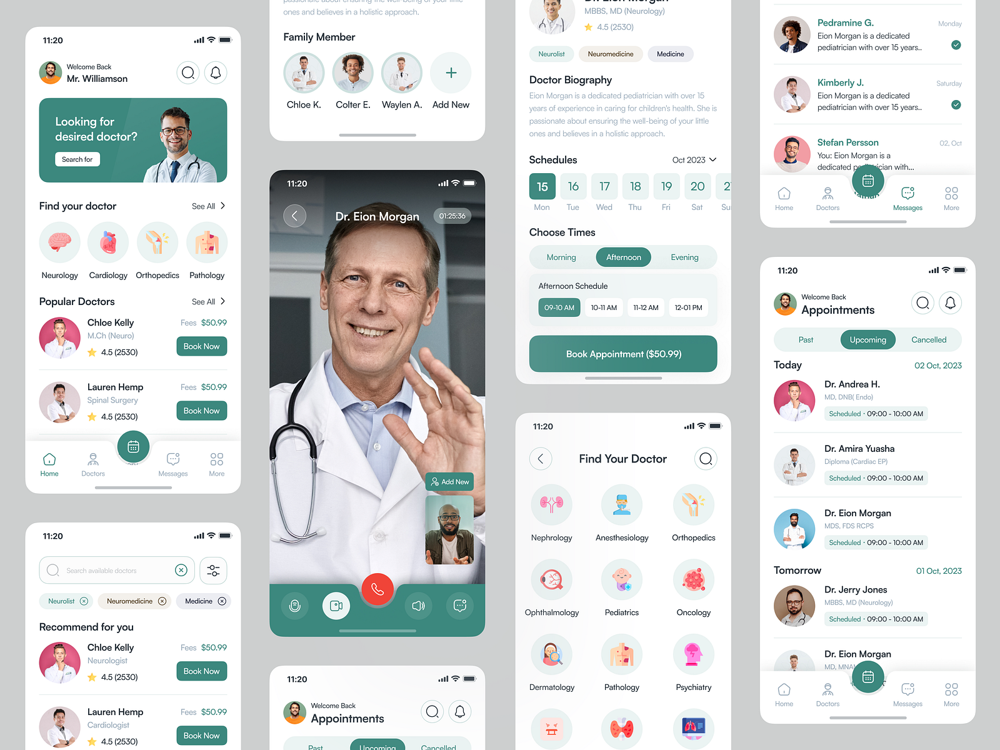 11:20
Welcome Back
Mr. Williamson
Looking for
desired doctor?
Search for
Find your doctor
See All
Neurology
Cardiology
Orthopedics
Pathology
Popular Doctors
See All
Chloe Kelly
Fees $50.99
M.Ch (Neuro)
4.5 (2530)
Book Now
Lauren Hemp
Fees $50.99
Spinal Surgery
4.5 (2530)
Book Now
Home
Doctors
Messages
More
11:20
Search available doctors
Neurolist
Neuromedicine
Medicine
Recommend for you
Chloe Kelly
Fees $50.99
Neurologist
4.5 (2530)
Book Now
Lauren Hemp
Fees $50.99
Cardiologist
4.5 (2530)
Book Now
passionate about ensuring the well-being of your little
ones and believes in a holistic approach.
Family Member
Chloe K.
Colter E.
Waylen A.
Add New
11:20
Dr. Eion Morgan
01:25:36
Add New
11:20
Welcome Back
Appointments
Past
Upcoming
Cancelled
Dr. Eion Morgan
MBBS, MD (Neurology)
4.5 (2530)
Neurolist
Neuromedicine
Medicine
Doctor Biography
Eion Morgan is a dedicated pediatrician with over 15
years of experience in caring for children's health. She is
passionate about ensuring the well-being of your little
ones and believes in a holistic approach.
Schedules
Oct 2023
15
16
17
18
19
20
Mon
Tue
Wed
Thu
Fri
Sat
Choose Times
Morning
Afternoon
Evening
Afternoon Schedule
09-10 AM
10-11 AM
11-12 AM
12-01 PM
Book Appointment ($50.99)
11:20
Find Your Doctor
Nephrology
Anesthesiology
Orthopedics
Ophthalmology
Pediatrics
Oncology
Dermatology
Pathology
Psychiatry
Pedramine G.
Monday
Eion Morgan is a dedicated
pediatrician with over 15 years..
Kimberly J.
Saturday
Eion Morgan is a dedicated
pediatrician with over 15 years..
Stefan Persson
02, Oct
You: Eion Morgan is a
dedicated pediatrician with...
Home
Doctors
Messages
More
11:20
Welcome Back
Appointments
Past
Upcoming
Cancelled
Today
02 Oct, 2023
Dr. Andrea H.
MD, DNB( Endo)
Scheduled · 09:00 - 10:00 AM
Dr. Amira Yuasha
Diploma (Cardiac EP)
Scheduled · 09:00 - 10:00 AM
Dr. Eion Morgan
MDS, FDS RCPS
Scheduled · 09:00 - 10:00 AM
Tomorrow
01 Oct, 2023
Dr. Jerry Jones
MBBS, MD (Neurology)
Scheduled · 09:00 - 10:00 AM
Dr. Eion Morgan
MD,
Home
Doctors
Messages
More